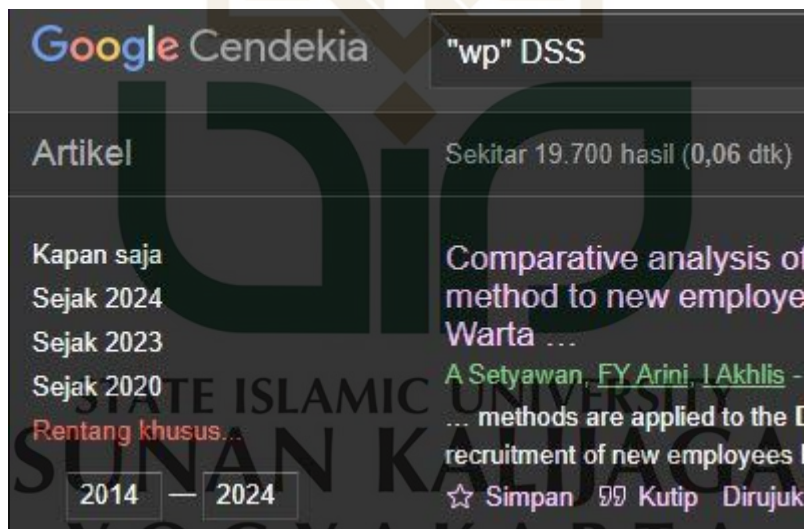 Google Cendekia
"wp" DSS
Artikel
Sekitar 19.700 hasil (0,06 dtk)
Kapan saja
Sejak 2024
Sejak 2023
Sejak 2020
Rentang khusus...
2014 — 2024
Comparative analysis of
method to new employe
Warta ...
A Setyawan, FY Arini, I Akhlis -
... methods are applied to the D
recruitment of new employees
Simpan Kutip Dirujuk
STATE ISLAMIC UNIVERSITY
SUNAN KALIJAGA